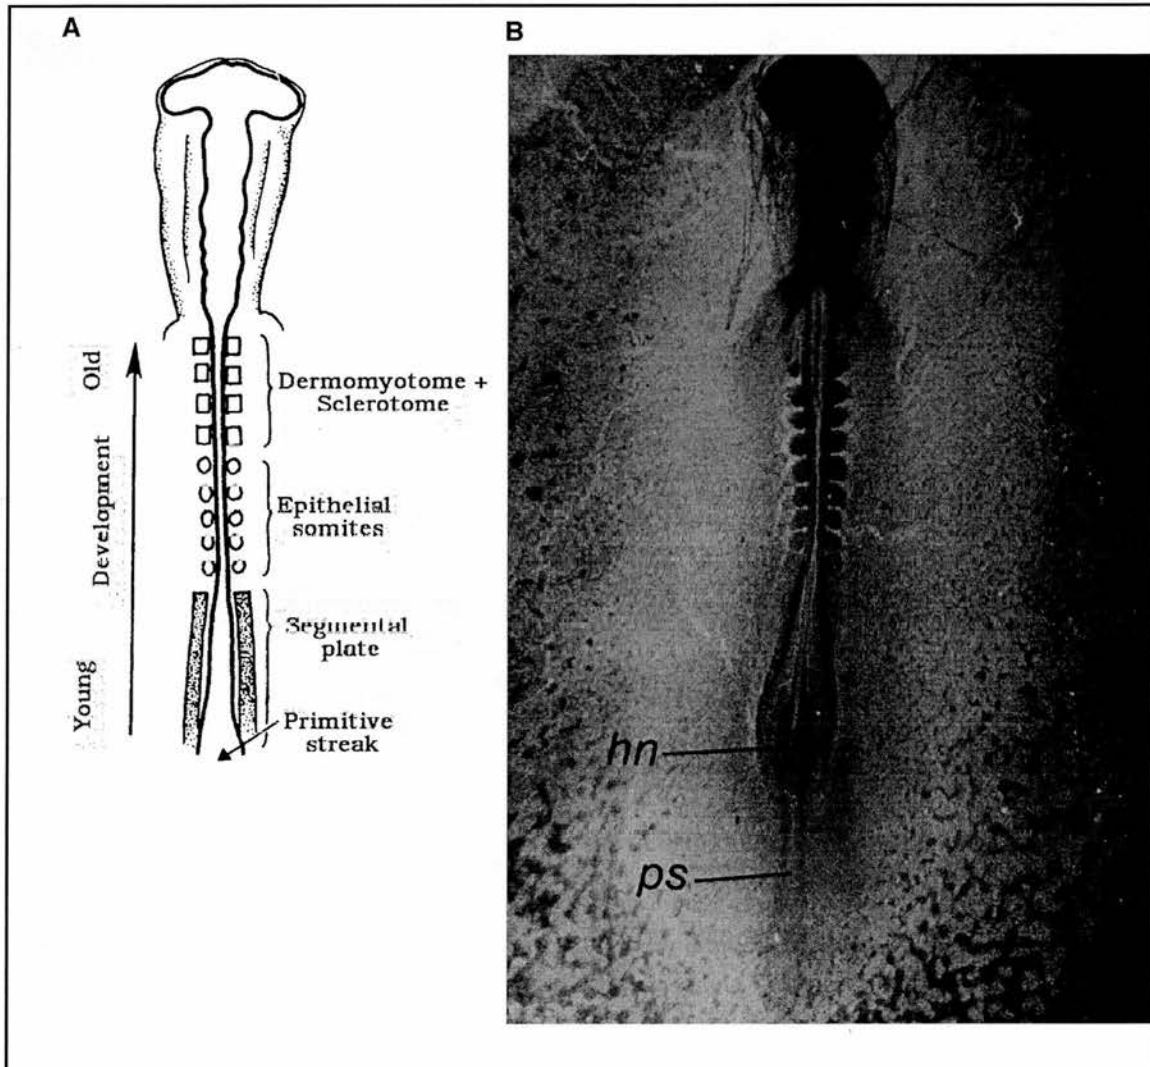 A
B
Old
Development
Young
Dermomyotome +
Sclerotome
Epithelial
somites
Segmental
plate
Primitive
streak
hn
ps